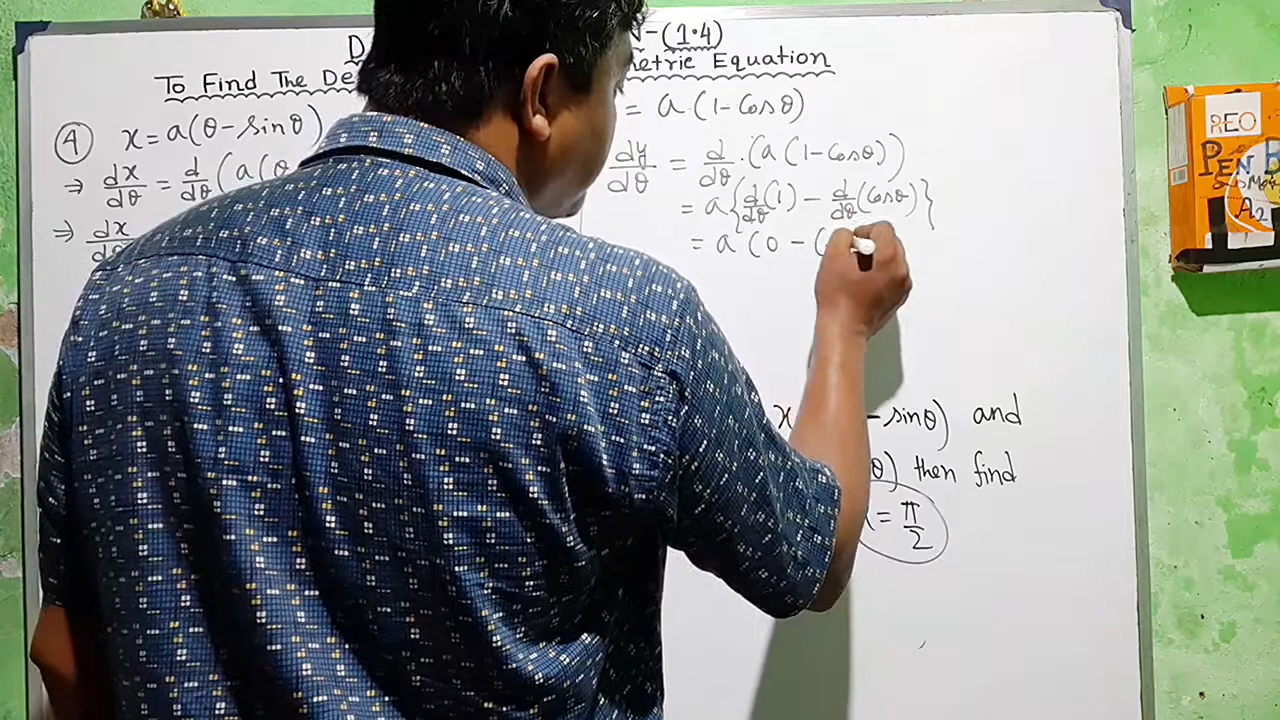 N-(1·4)
To Find The De etric Equation
④ x = a(θ - sinθ)
⇒ dx/dθ = d/dθ (a(θ
⇒ dx/dθ
= a·(1-cosθ)
dy/dθ = d/dθ·(a(1-cosθ))
= a{d/dθ(1) - d/dθ(cosθ)}
= a(0 - (
x - sinθ) and
θ) then find
= π/2
REO
PEN
A2